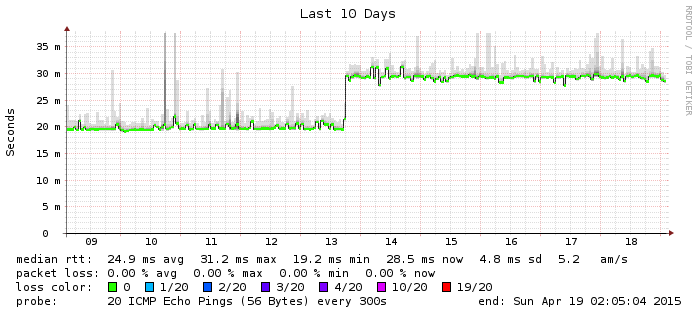 Last 10 Days
RRDTOOL / TOBI OETIKER
Seconds
35 m
30 m
25 m
20 m
15 m
10 m
5 m
0
09 10 11 12 13 14 15 16 17 18
median rtt: 24.9 ms avg 31.2 ms max 19.2 ms min 28.5 ms now 4.8 ms sd 5.2 am/s
packet loss: 0.00 % avg 0.00 % max 0.00 % min 0.00 % now
loss color: 0 1/20 2/20 3/20 4/20 10/20 19/20
probe: 20 ICMP Echo Pings (56 Bytes) every 300s end: Sun Apr 19 02:05:04 2015